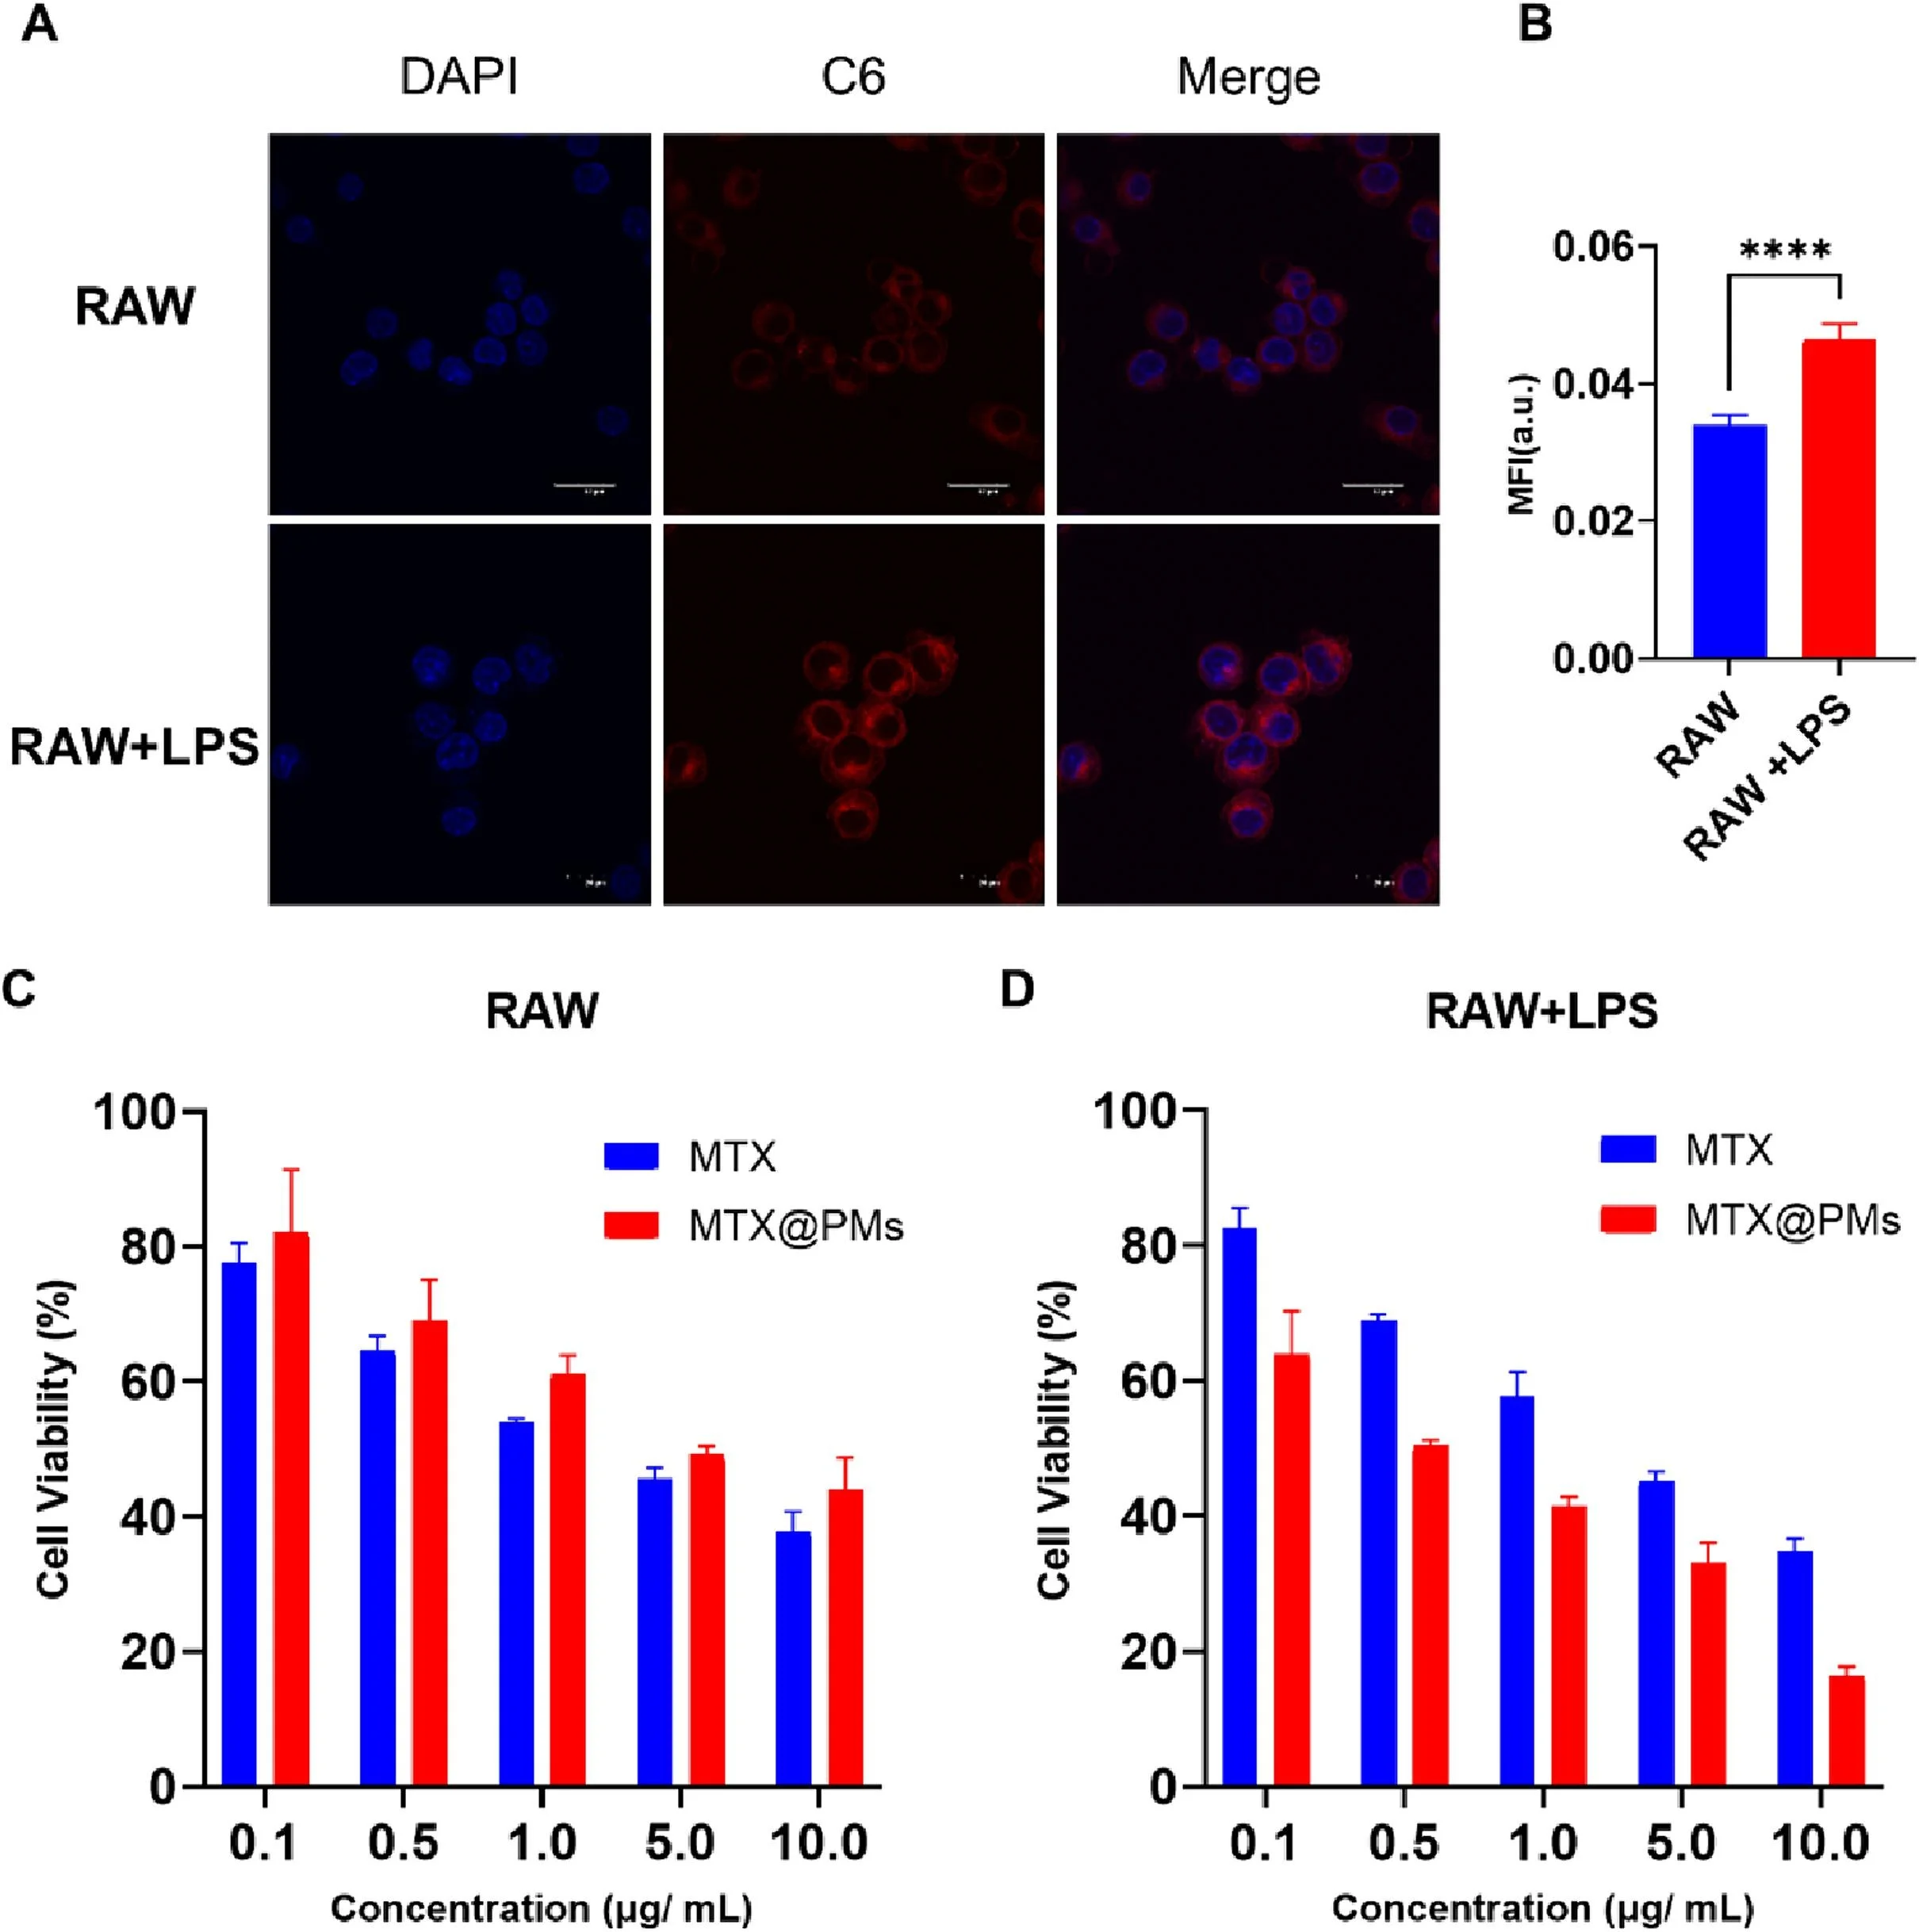 A
B
DAPI
C6
Merge
RAW
RAW+LPS
0.06
0.04
0.02
0.00
MFI(a.u.)
****
RAW
RAW +LPS
C
RAW
100
80
60
40
20
0
Cell Viability (%)
MTX
MTX@PMs
0.1
0.5
1.0
5.0
10.0
Concentration (μg/ mL)
D
RAW+LPS
100
80
60
40
20
0
Cell Viability (%)
MTX
MTX@PMs
0.1
0.5
1.0
5.0
10.0
Concentration (μg/ mL)